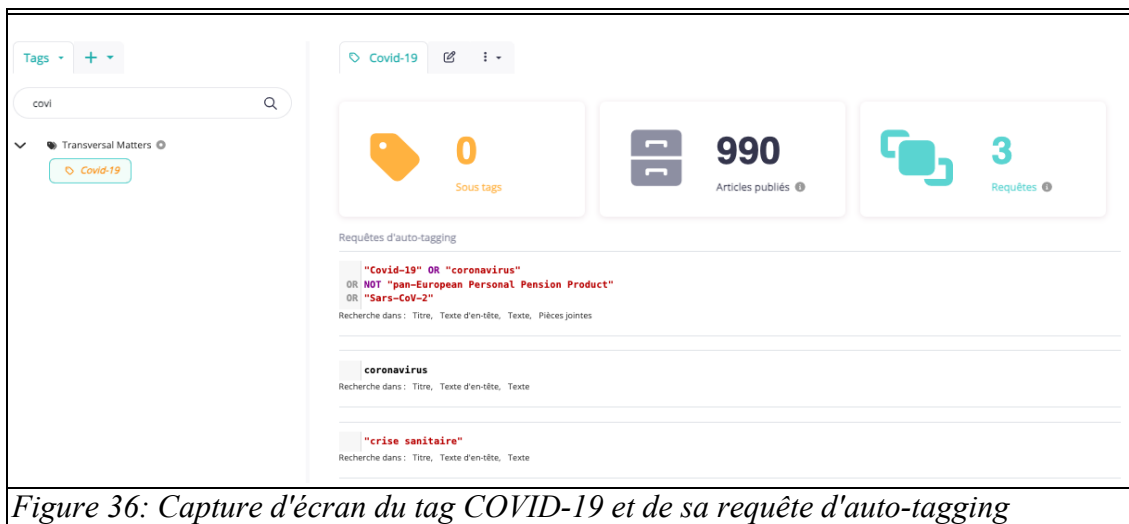 Tags
covi
Transversal Matters
Covid-19
Covid-19
0
Sous tags
990
Articles publiés
3
Requêtes
Requêtes d'auto-tagging
"Covid-19" OR "coronavirus"
OR NOT "pan-European Personal Pension Product"
OR "Sars-CoV-2"
Recherche dans : Titre, Texte d'en-tête, Texte, Pièces jointes
coronavirus
Recherche dans : Titre, Texte d'en-tête, Texte
"crise sanitaire"
Recherche dans : Titre, Texte d'en-tête, Texte
Figure 36: Capture d'écran du tag COVID-19 et de sa requête d'auto-tagging